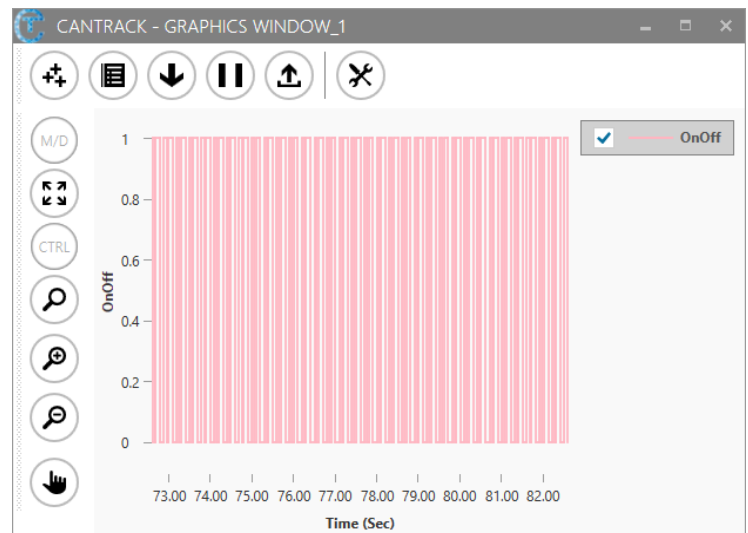 CANTRACK - GRAPHICS WINDOW_1
M/D
CTRL
OnOff
1
0.8
0.6
0.4
0.2
0
OnOff
73.00 74.00 75.00 76.00 77.00 78.00 79.00 80.00 81.00 82.00
Time (Sec)